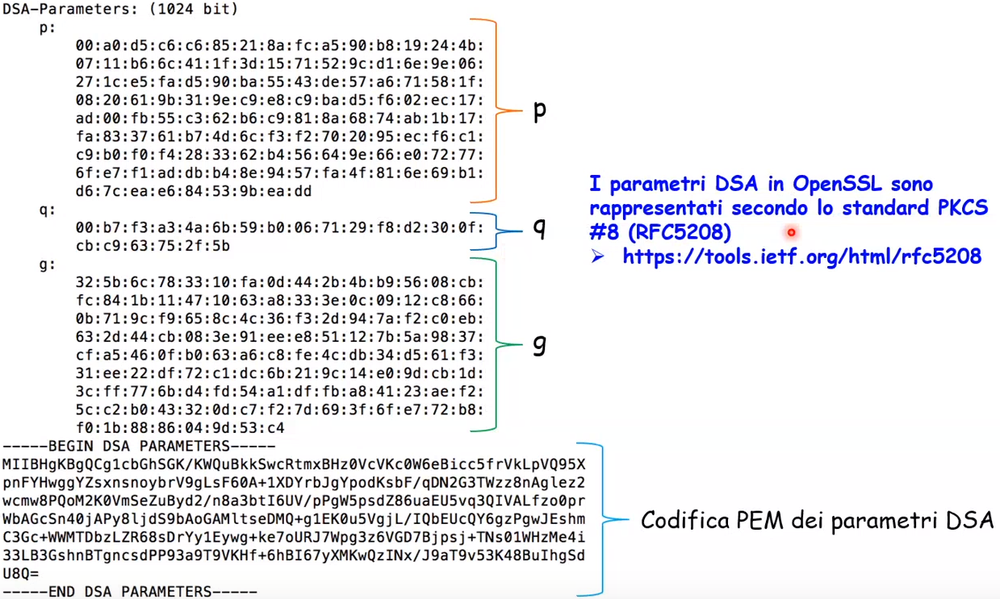 DSA-Parameters: (1024 bit)
p:
00:a0:d5:c6:c6:85:21:8a:fc:a5:90:b8:19:24:4b:
07:11:b6:6c:41:1f:3d:15:71:52:9c:d1:6e:9e:06:
27:1c:e5:fa:d5:90:ba:55:43:de:57:a6:71:58:1f:
08:20:61:9b:31:9e:c9:e8:c9:ba:d5:f6:02:ec:17:
ad:00:fb:55:c3:62:b6:c9:81:8a:68:74:ab:1b:17:
fa:83:37:61:b7:4d:6c:f3:f2:70:20:95:ec:f6:c1:
c9:b0:f0:f4:28:33:62:b4:56:64:9e:66:e0:72:77:
6f:e7:f1:ad:db:b4:8e:94:57:fa:4f:81:6e:69:b1:
d6:7c:ea:e6:84:53:9b:ea:dd
p
q:
00:b7:f3:a3:4a:6b:59:b0:06:71:29:f8:d2:30:0f:
cb:c9:63:75:2f:5b
q
g:
32:5b:6c:78:33:10:fa:0d:44:2b:4b:b9:56:08:cb:
fc:84:1b:11:47:10:63:a8:33:3e:0c:09:12:c8:66:
0b:71:9c:f9:65:8c:4c:36:f3:2d:94:7a:f2:c0:eb:
63:2d:44:cb:08:3e:91:ee:e8:51:12:7b:5a:98:37:
cf:a5:46:0f:b0:63:a6:c8:fe:4c:db:34:d5:61:f3:
31:ee:22:df:72:c1:dc:6b:21:9c:14:e0:9d:cb:1d:
3c:ff:77:6b:d4:fd:54:a1:df:fb:a8:41:23:ae:f2:
5c:c2:b0:43:32:0d:c7:f2:7d:69:3f:6f:e7:72:b8:
f0:1b:88:86:04:9d:53:c4
g
I parametri DSA in OpenSSL sono
rappresentati secondo lo standard PKCS
#8 (RFC5208)
➢ https://tools.ietf.org/html/rfc5208
-----BEGIN DSA PARAMETERS-----
MIIBHgKBgQCg1cbGhSGK/KWQuBkkSwcRtmxBHz0VcVKc0W6eBicc5frVkLpVQ95X
pnFYHwggYZsxnsnoybrV9gLsF60A+1XDYrbJgYpodKsbF/qDN2G3TWzz8nAglez2
wcmw8PQoM2K0VmSeZuByd2/n8a3btI6UV/pPgW5psdZ86uaEU5vq3QIVALfzo0pr
WbAGcSn40jAPy8ljdS9bAoGAMltseDMQ+g1EK0u5VgjL/IQbEUcQY6gzPgwJEshm
C3Gc+WWMTDbzLZR68sDrYy1Eywg+ke7oURJ7Wpg3z6VGD7Bjpsj+TNs01WHzMe4i
33LB3GshnBTgncsdPP93a9T9VKHf+6hBI67yXMKwQzINx/J9aT9v53K48BuIhgSd
U8Q=
-----END DSA PARAMETERS-----
Codifica PEM dei parametri DSA